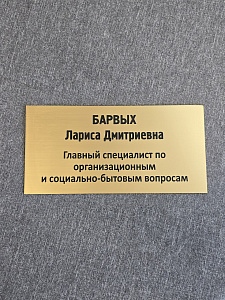 БАРВЫХ
Лариса Дмитриевна
Главный специалист по
организационным
и социально-бытовым вопросам